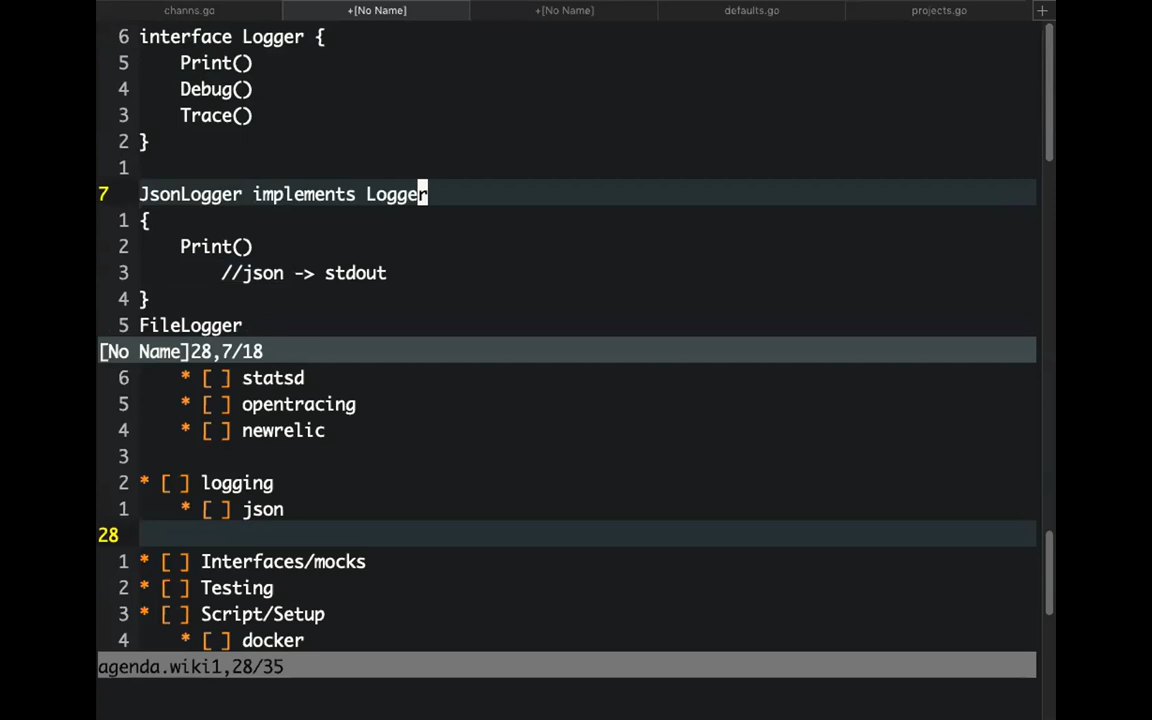 channs.go +[No Name] +[No Name] defaults.go projects.go +
6 interface Logger {
5 Print()
4 Debug()
3 Trace()
2 }
1
7 JsonLogger implements Logger
1 {
2 Print()
3 //json -> stdout
4 }
5 FileLogger
[No Name]28,7/18
6 * [ ] statsd
5 * [ ] opentracing
4 * [ ] newrelic
3
2 * [ ] logging
1 * [ ] json
28
1 * [ ] Interfaces/mocks
2 * [ ] Testing
3 * [ ] Script/Setup
4 * [ ] docker
agenda.wiki1,28/35